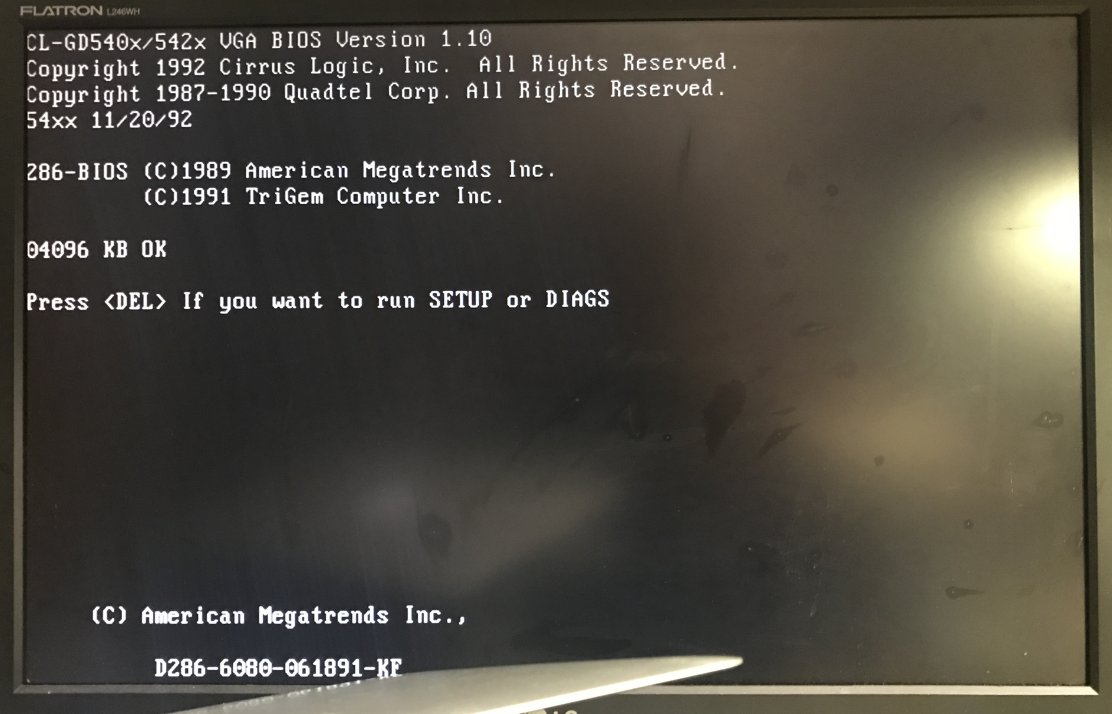 FLATRON L246WH
CL-GD540x/542x VGA BIOS Version 1.10
Copyright 1992 Cirrus Logic, Inc.  All Rights Reserved.
Copyright 1987-1990 Quadtel Corp. All Rights Reserved.
54xx 11/20/92
286-BIOS (C)1989 American Megatrends Inc.
(C)1991 TriGem Computer Inc.
04096 KB OK
Press <DEL> If you want to run SETUP or DIAGS
(C) American Megatrends Inc.,
D286-6080-061891-KF